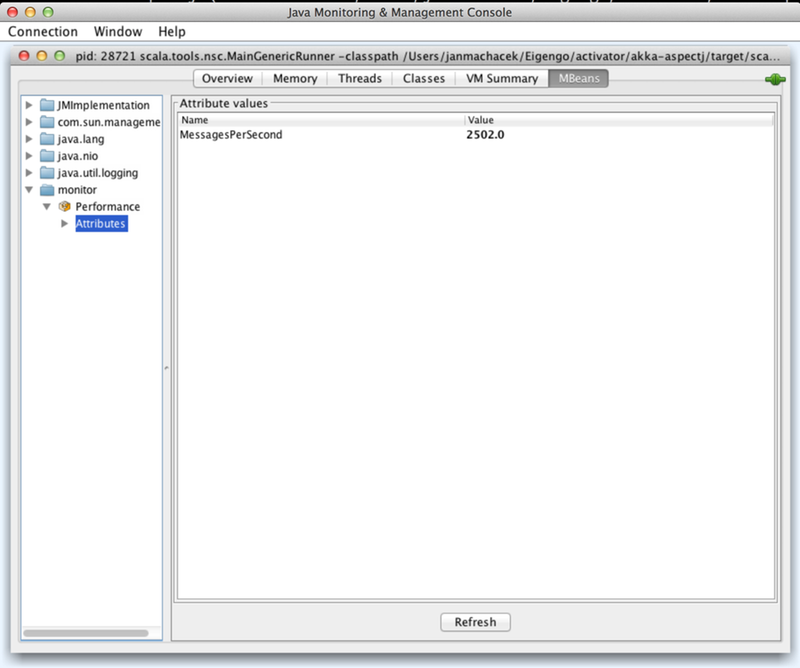 Java Monitoring & Management Console
Connection Window Help
pid: 28721 scala.tools.nsc.MainGenericRunner -classpath /Users/janmachacek/Eigengo/activator/akka-aspectj/target/sca...
Overview Memory Threads Classes VM Summary MBeans
JMImplementation
com.sun.manageme
java.lang
java.nio
java.util.logging
monitor
Performance
Attributes
Attribute values
Name Value
MessagesPerSecond 2502.0
Refresh